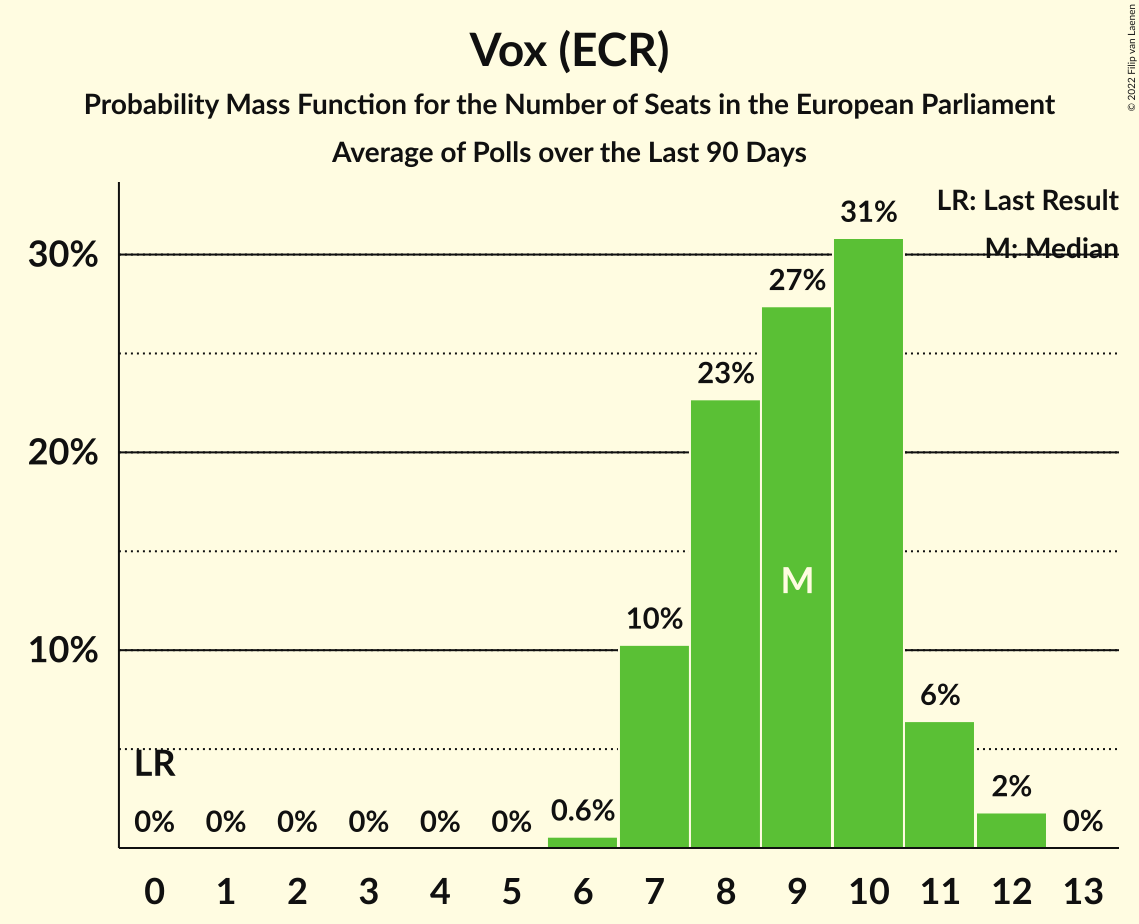 Vox (ECR)
Probability Mass Function for the Number of Seats in the European Parliament
Average of Polls over the Last 90 Days
© 2022 Filip van Laenen
LR: Last Result
M: Median
30%
20%
10%
LR
0% 0% 0% 0% 0% 0% 0.6% 10% 23% 27% 31% 6% 2% 0%
M
0 1 2 3 4 5 6 7 8 9 10 11 12 13